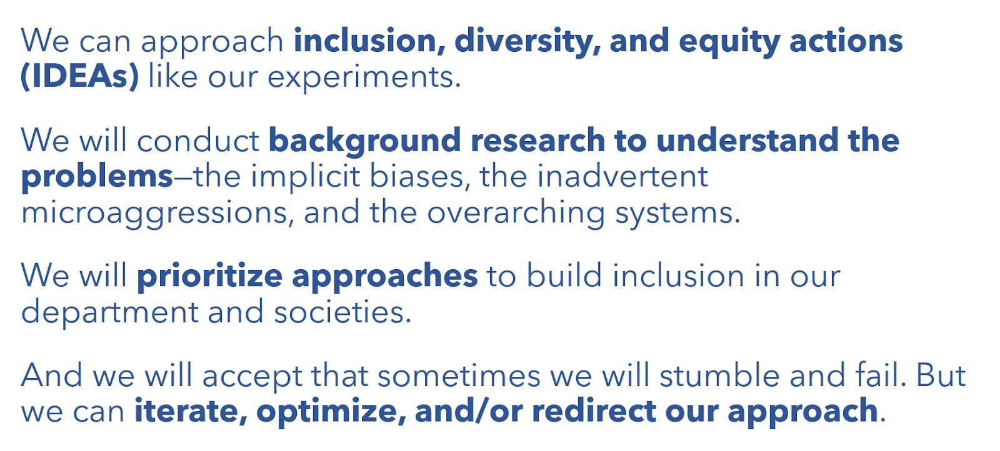 We can approach inclusion, diversity, and equity actions
(IDEAs) like our experiments.
We will conduct background research to understand the
problems—the implicit biases, the inadvertent
microaggressions, and the overarching systems.
We will prioritize approaches to build inclusion in our
department and societies.
And we will accept that sometimes we will stumble and fail. But
we can iterate, optimize, and/or redirect our approach.